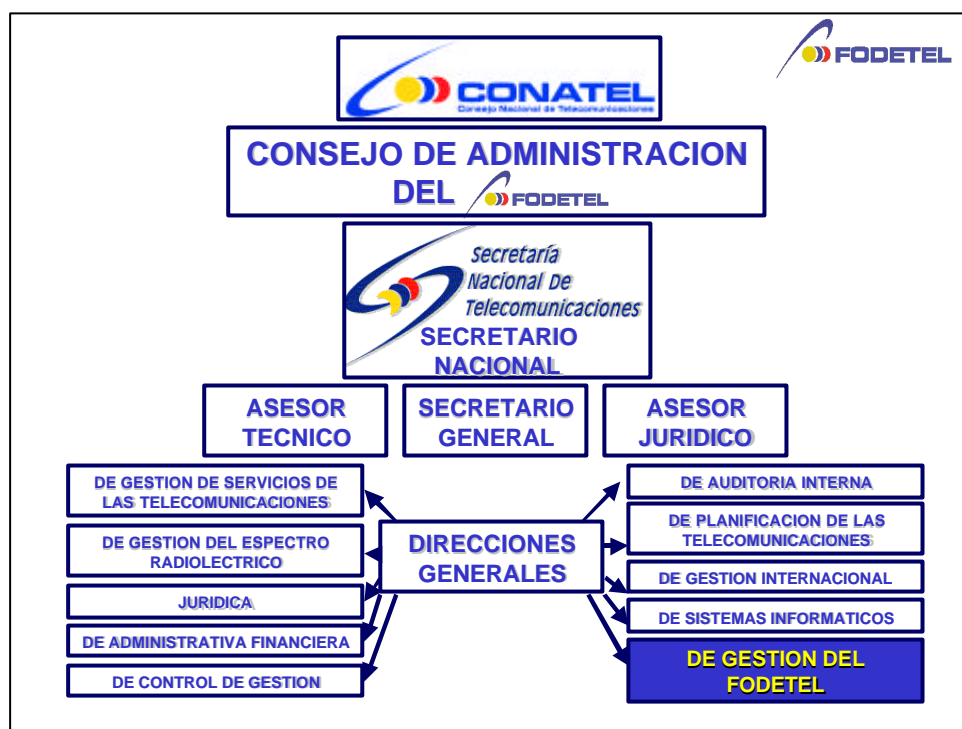 FODETEL
CONATEL
Consejo Nacional de Telecomunicaciones
CONSEJO DE ADMINISTRACION
DEL FODETEL
Secretaría
Nacional De
Telecomunicaciones
SECRETARIO
NACIONAL
ASESOR
TECNICO
SECRETARIO
GENERAL
ASESOR
JURIDICO
DE GESTION DE SERVICIOS DE
LAS TELECOMUNICACIONES
DE GESTION DEL ESPECTRO
RADIOLECTRICO
JURIDICA
DE ADMINISTRATIVA FINANCIERA
DE CONTROL DE GESTION
DIRECCIONES
GENERALES
DE AUDITORIA INTERNA
DE PLANIFICACION DE LAS
TELECOMUNICACIONES
DE GESTION INTERNACIONAL
DE SISTEMAS INFORMATICOS
DE GESTION DEL
FODETEL